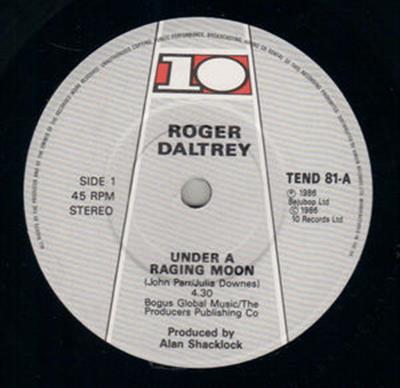 10
ROGER
DALTREY
SIDE 1
45 RPM
STEREO
TEND 81-A
℗ 1986
Bejubop Ltd
© 1986
10 Records Ltd
UNDER A
RAGING MOON
(John Parr/Julia Downes)
4.30
Bogus Global Music/The
Producers Publishing Co
Produced by
Alan Shacklock